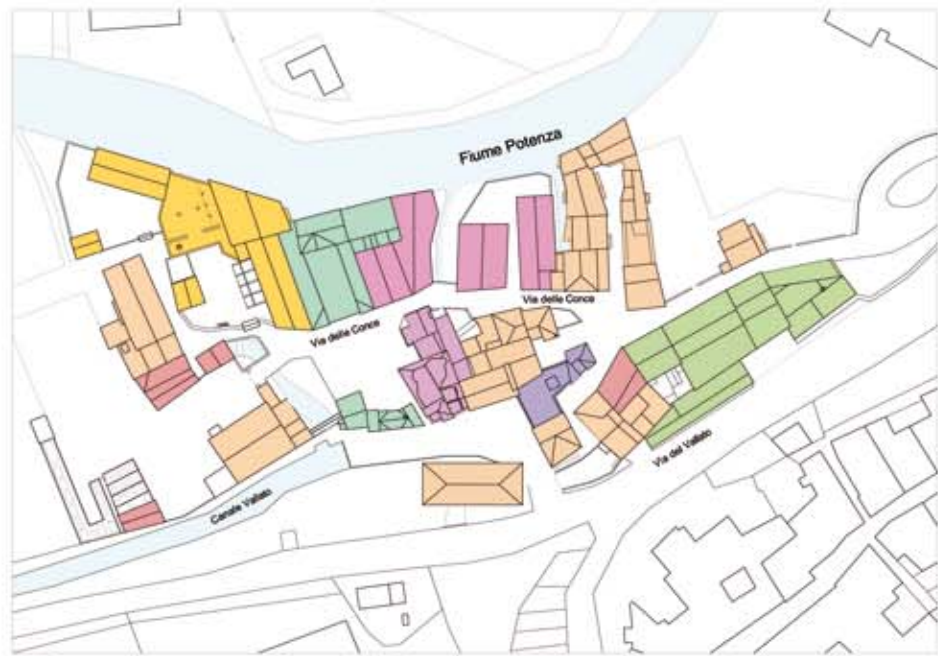 Fiume Potenza
Via delle Conce
Via delle Conce
Via del Vallato
Canale Vallato